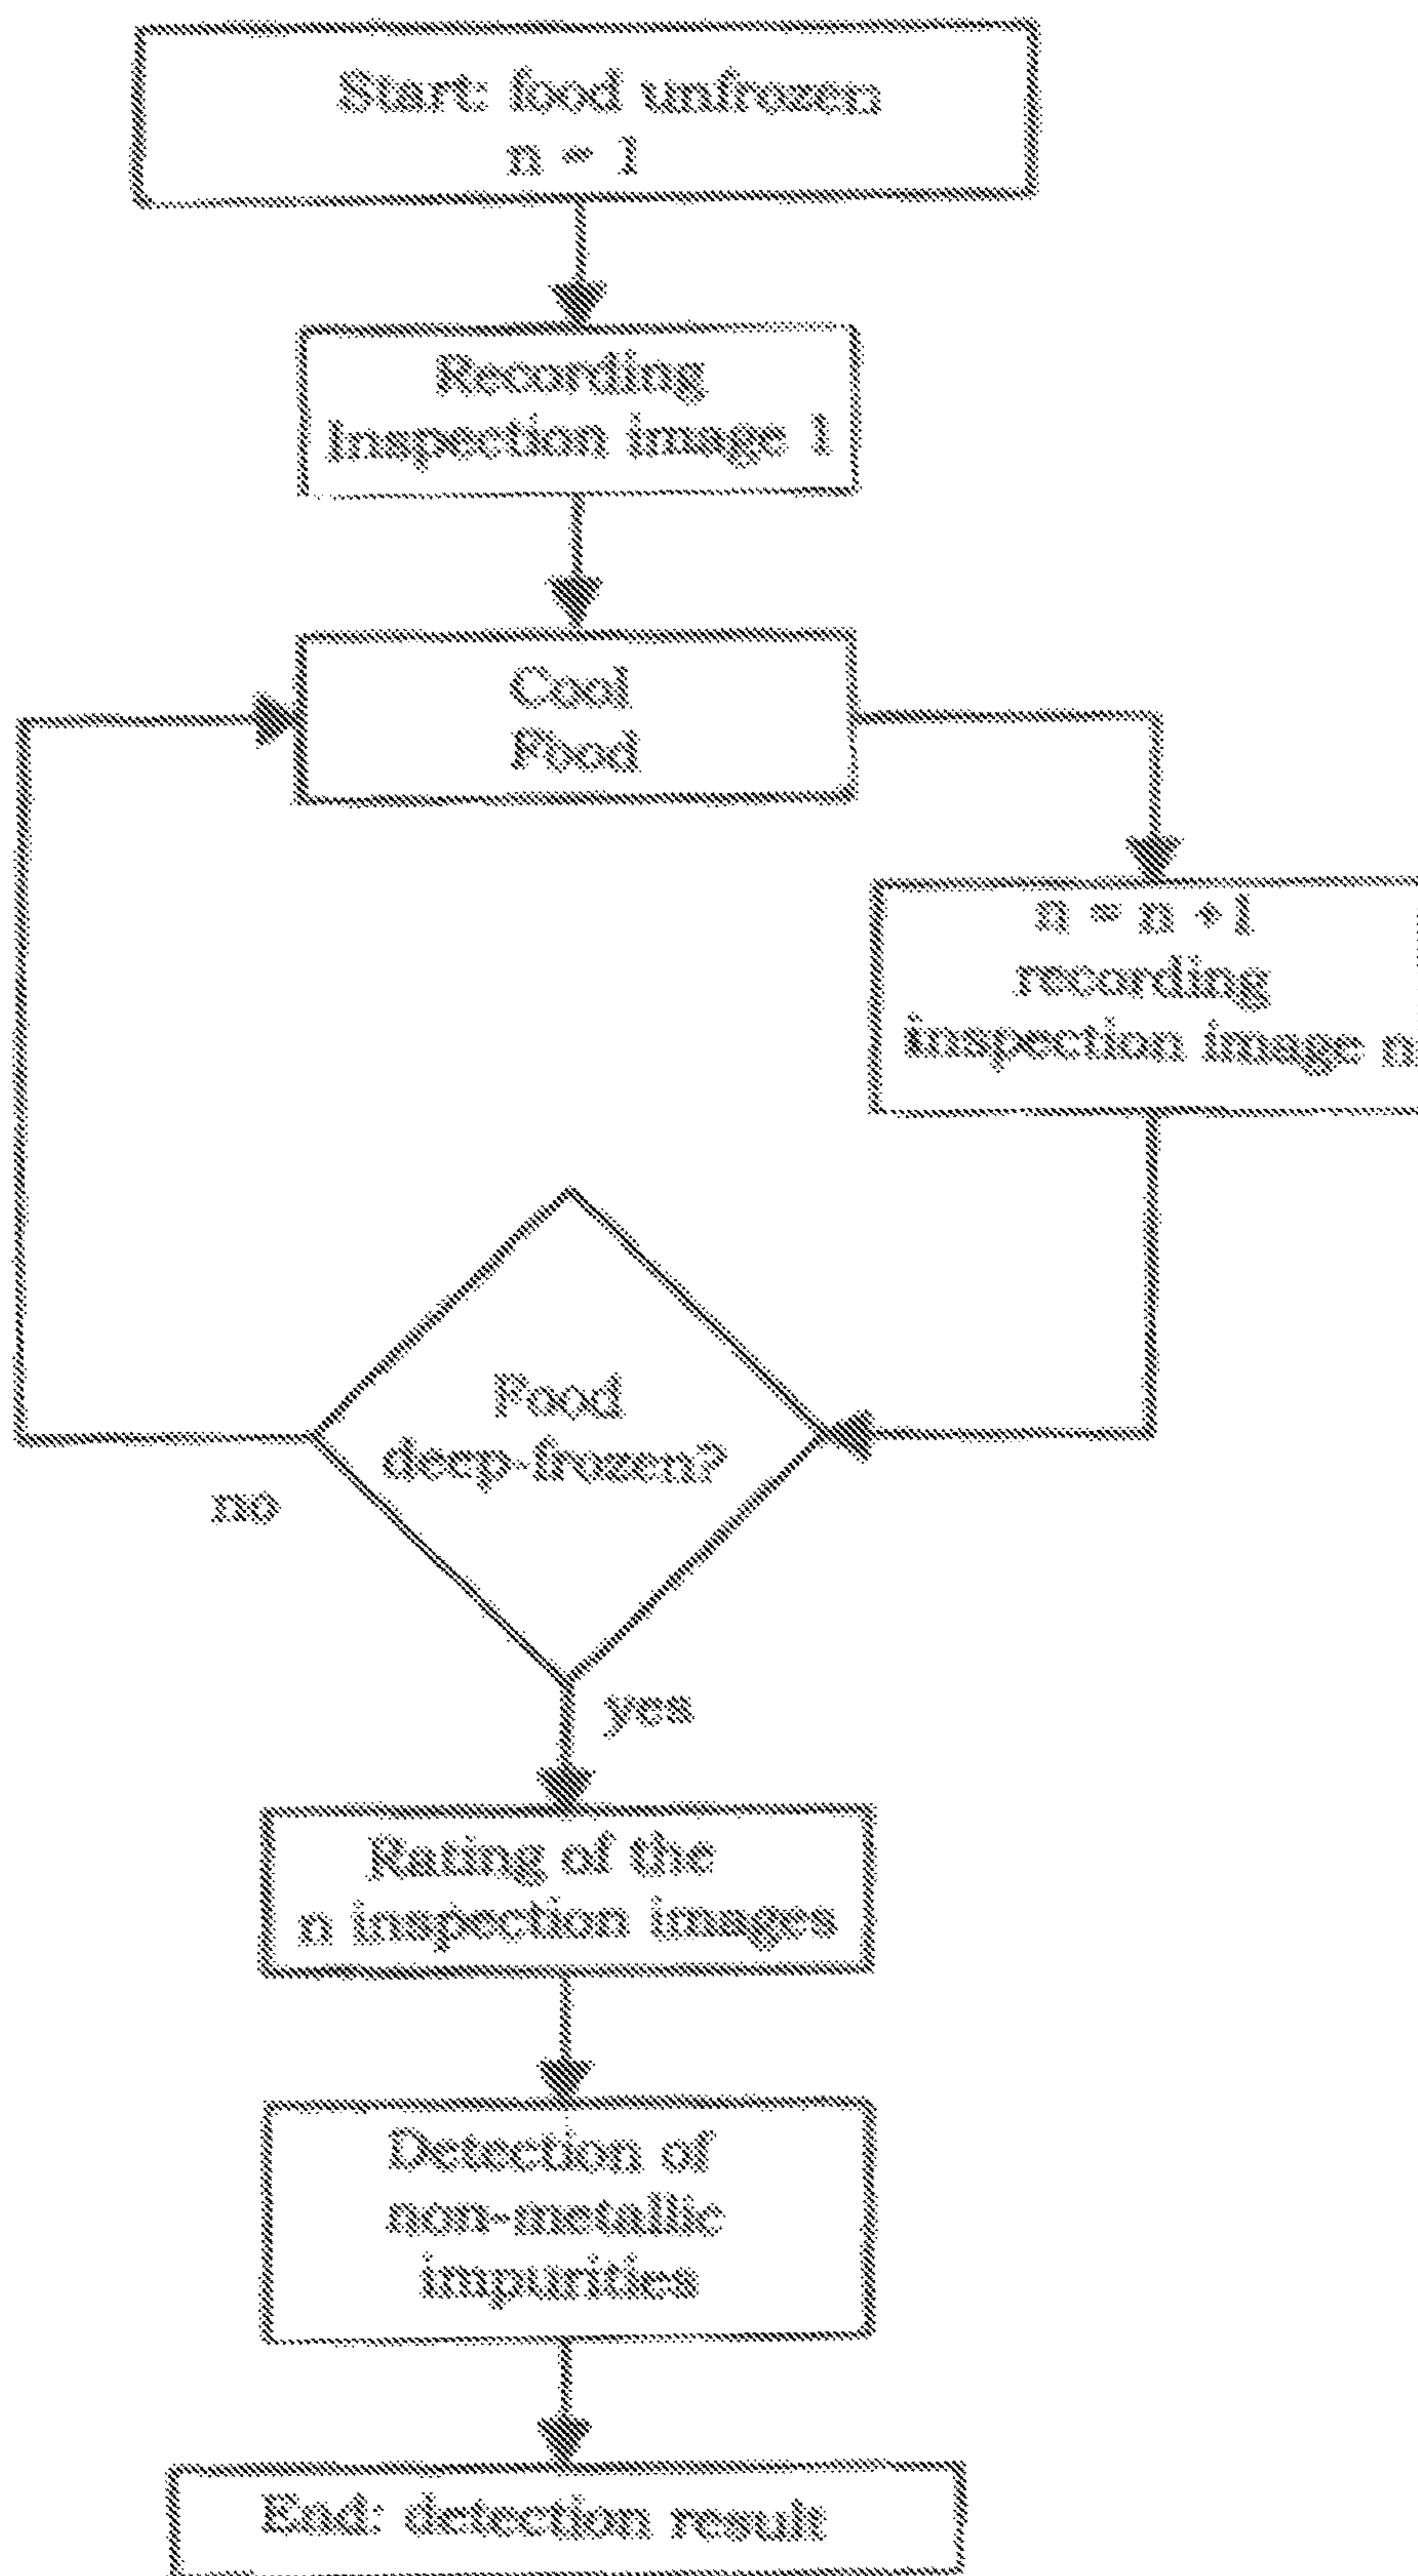 Start: food unfrozen
n = 1
Recording
Inspection image 1
Cool
Food
n = n + 1
recording
inspection image n
Food
deep-frozen?
no
yes
Rating of the
n inspection images
Detection of
non-metallic
impurities
End: detection result